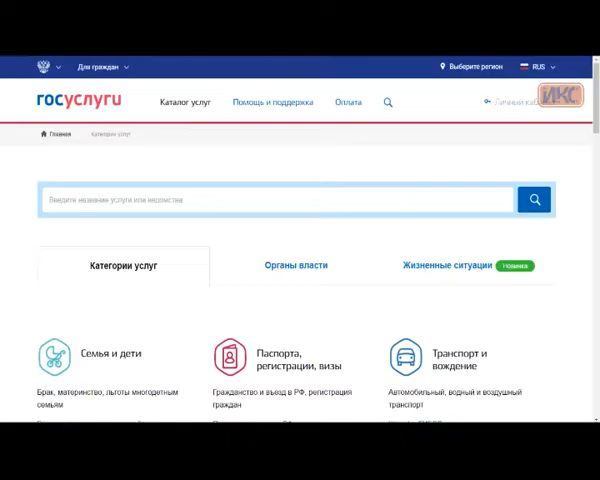 Для граждан
Выберите регион
RUS
госуслуги
Каталог услуг
Помощь и поддержка
Оплата
Личный
ИКС
Главная
Категории услуг
Введите название услуги или ведомства
Категории услуг
Органы власти
Жизненные ситуации
Новинка
Семья и дети
Паспорта,
регистрации, визы
Транспорт и
вождение
Брак, материнство, льготы многодетным
семьям
Гражданство и въезд в РФ, регистрация
граждан
Автомобильный, водный и воздушный
транспорт